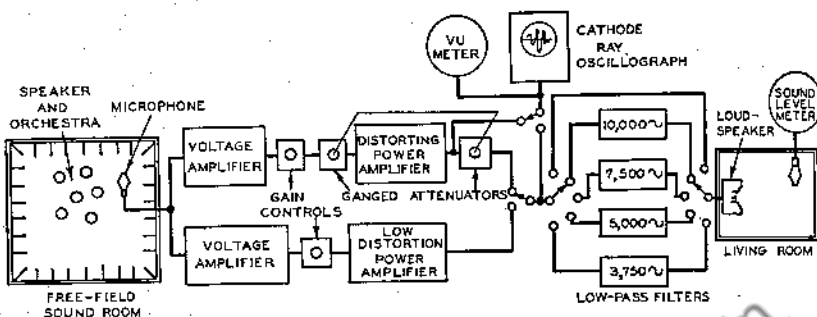 SPEAKER
AND
ORCHESTRA
MICROPHONE
FREE-FIELD
SOUND ROOM
VOLTAGE
AMPLIFIER
GAIN
CONTROLS
VOLTAGE
AMPLIFIER
DISTORTING
POWER
AMPLIFIER
GANGED ATTENUATORS
LOW
DISTORTION
POWER
AMPLIFIER
VU
METER
CATHODE
RAY
OSCILLOGRAPH
10,000~
7,500~
5,000~
3,750~
LOW-PASS FILTERS
LOUD-
SPEAKER
SOUND
LEVEL
METER
LIVING ROOM